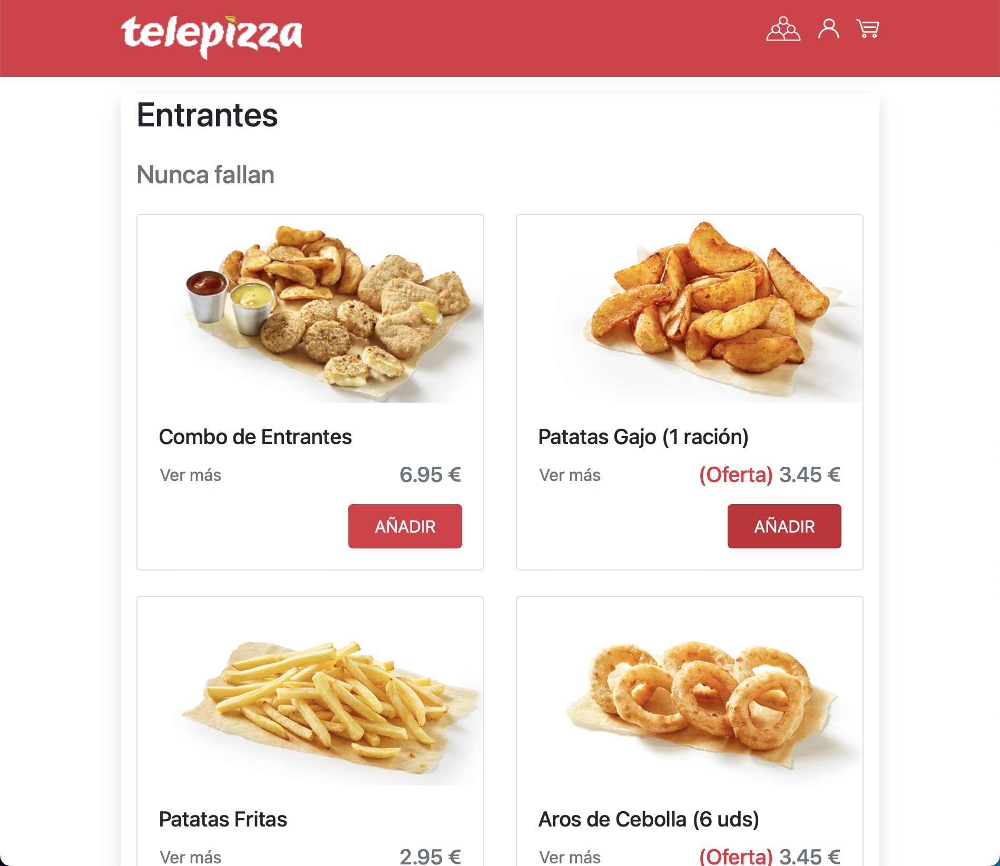 telepizza
Entrantes
Nunca fallan
Combo de Entrantes
Ver más 6.95 €
AÑADIR
Patatas Gajo (1 ración)
Ver más (Oferta) 3.45 €
AÑADIR
Patatas Fritas
Ver más 2.95 €
Aros de Cebolla (6 uds)
Ver más (Oferta) 3.45 €